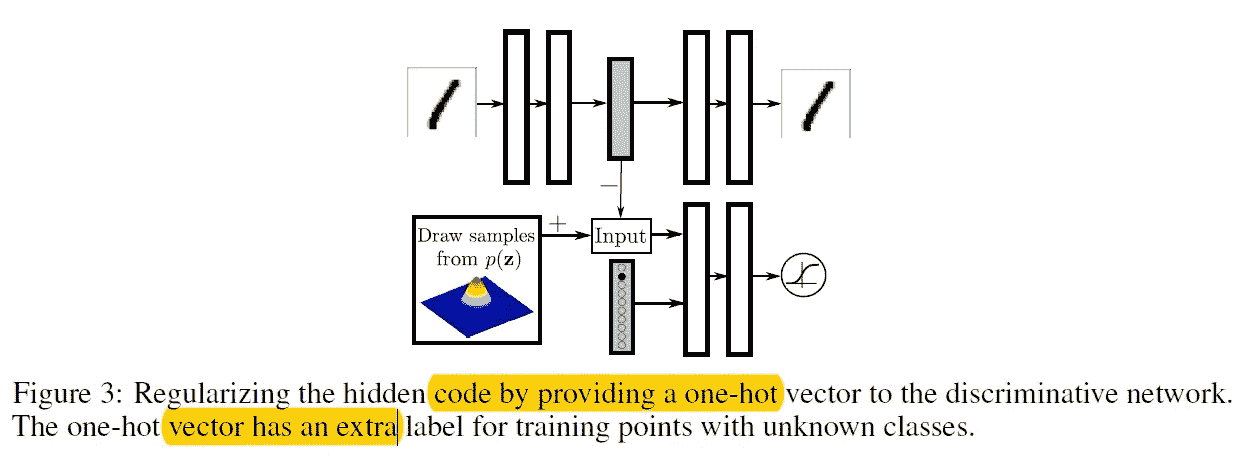 −
+
Draw samples
from p(z)
Input
Figure 3: Regularizing the hidden code by providing a one-hot vector to the discriminative network.
The one-hot vector has an extra label for training points with unknown classes.